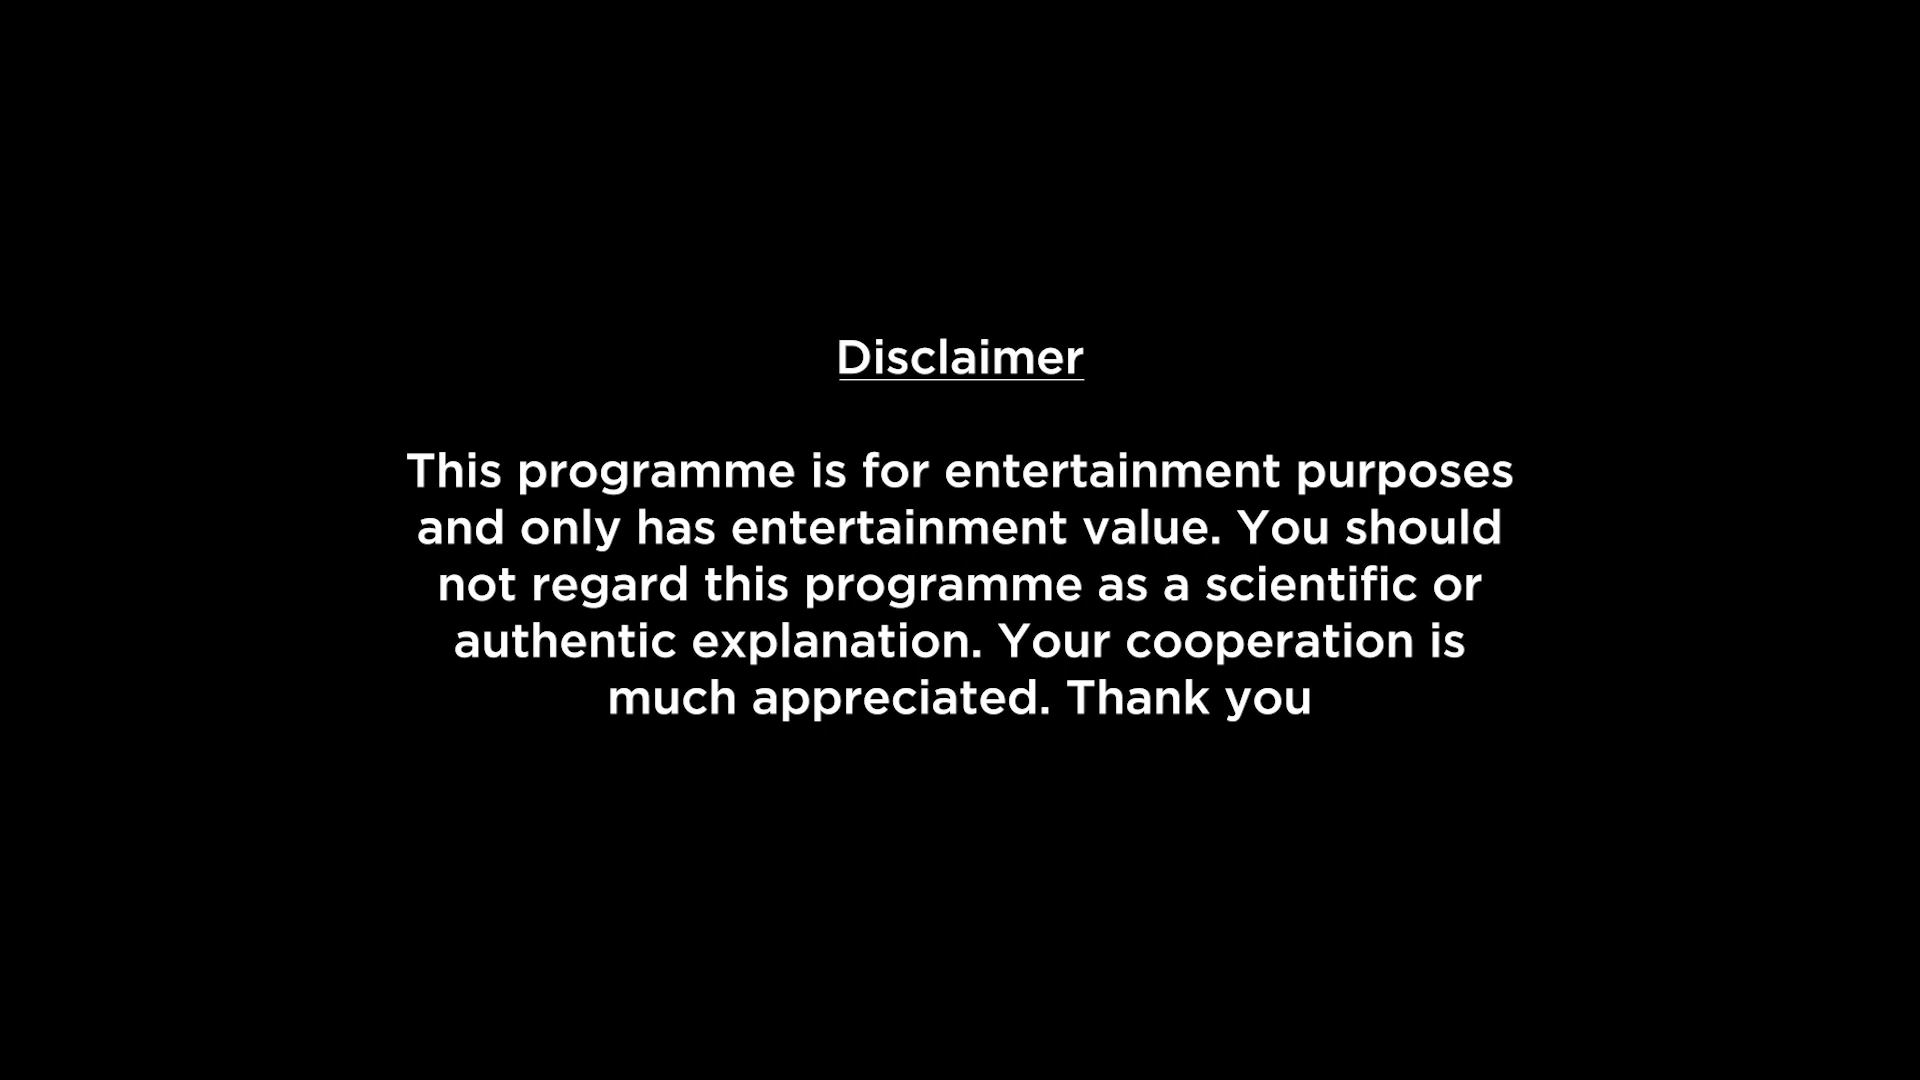 Disclaimer
This programme is for entertainment purposes
and only has entertainment value. You should
not regard this programme as a scientific or
authentic explanation. Your cooperation is
much appreciated. Thank you